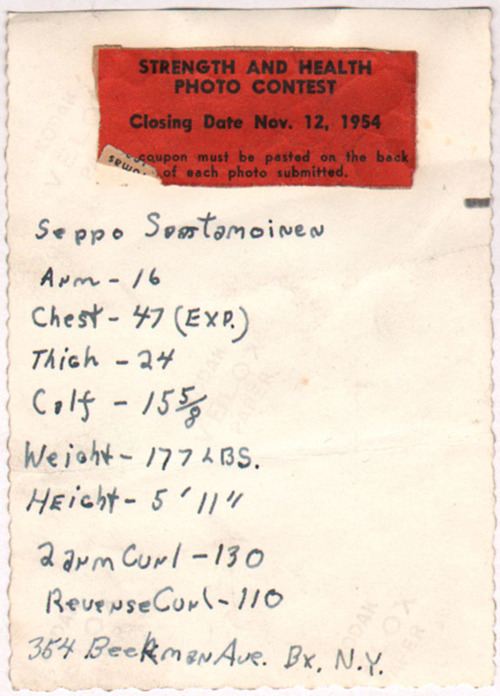 STRENGTH AND HEALTH
PHOTO CONTEST
Closing Date Nov. 12, 1954
coupon must be pasted on the back
of each photo submitted.
Seppo Saastamoinen
Arm - 16
Chest - 47 (Exp.)
Thigh - 24
Calf - 15 5/8
Weight - 177 LBS.
HEight - 5' 11"
2 arm Curl - 130
Reverse Curl - 110
354 Beekman Ave. Bx. N.Y.